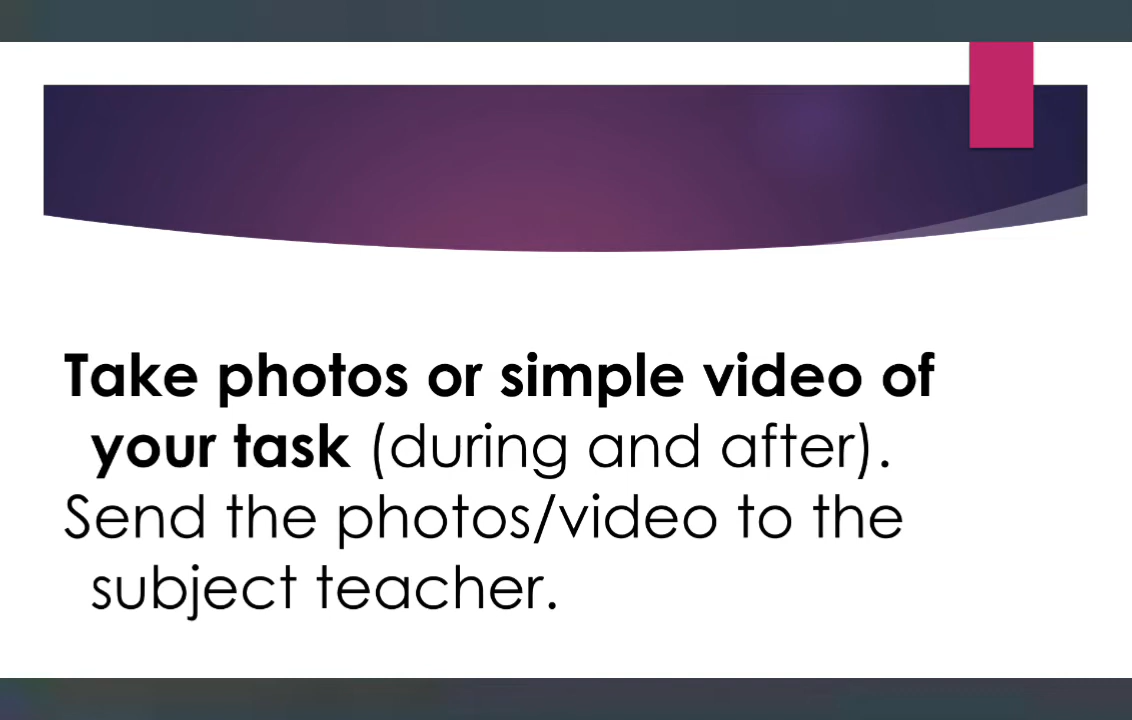 Take photos or simple video of
your task (during and after).
Send the photos/video to the
subject teacher.